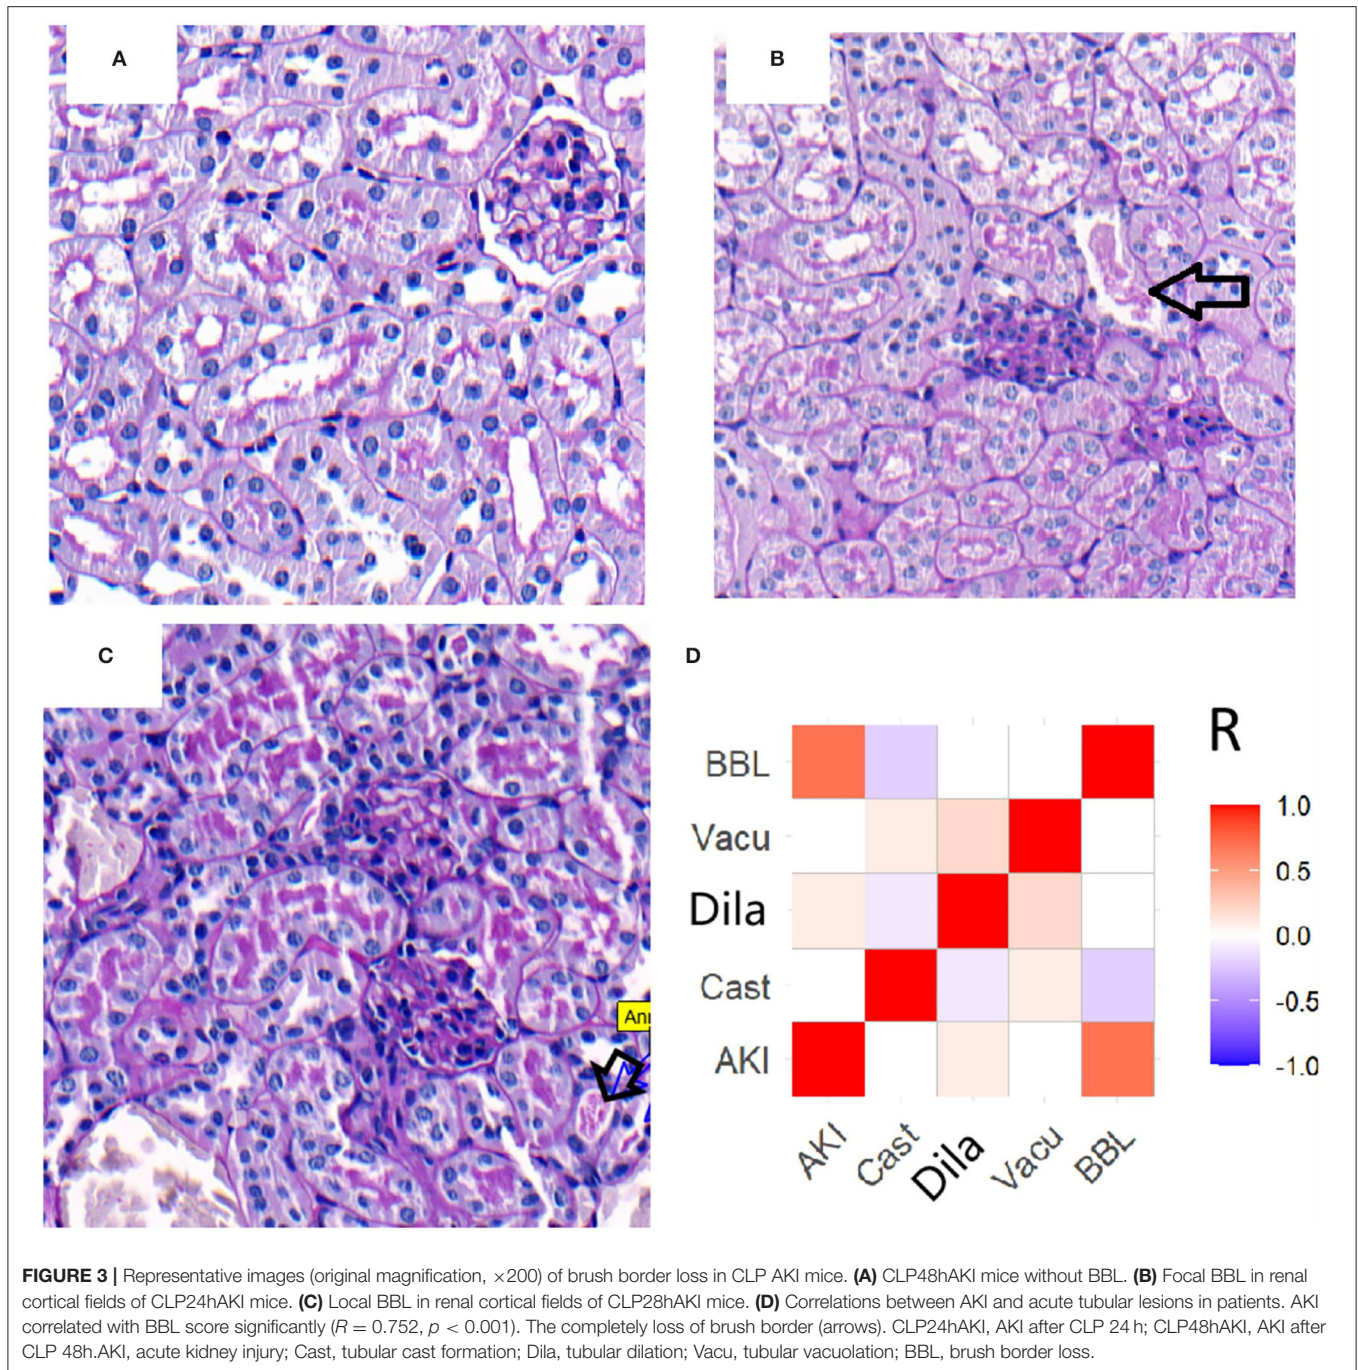 A
B
C
Ann
D
R
BBL
Vacu
Dila
Cast
AKI
1.0
0.5
0.0
-0.5
-1.0
AKI
Cast
Dila
Vacu
BBL
FIGURE 3 | Representative images (original magnification, ×200) of brush border loss in CLP AKI mice. (A) CLP48hAKI mice without BBL. (B) Focal BBL in renal
cortical fields of CLP24hAKI mice. (C) Local BBL in renal cortical fields of CLP28hAKI mice. (D) Correlations between AKI and acute tubular lesions in patients. AKI
correlated with BBL score significantly (R = 0.752, p < 0.001). The completely loss of brush border (arrows). CLP24hAKI, AKI after CLP 24 h; CLP48hAKI, AKI after
CLP 48h.AKI, acute kidney injury; Cast, tubular cast formation; Dila, tubular dilation; Vacu, tubular vacuolation; BBL, brush border loss.